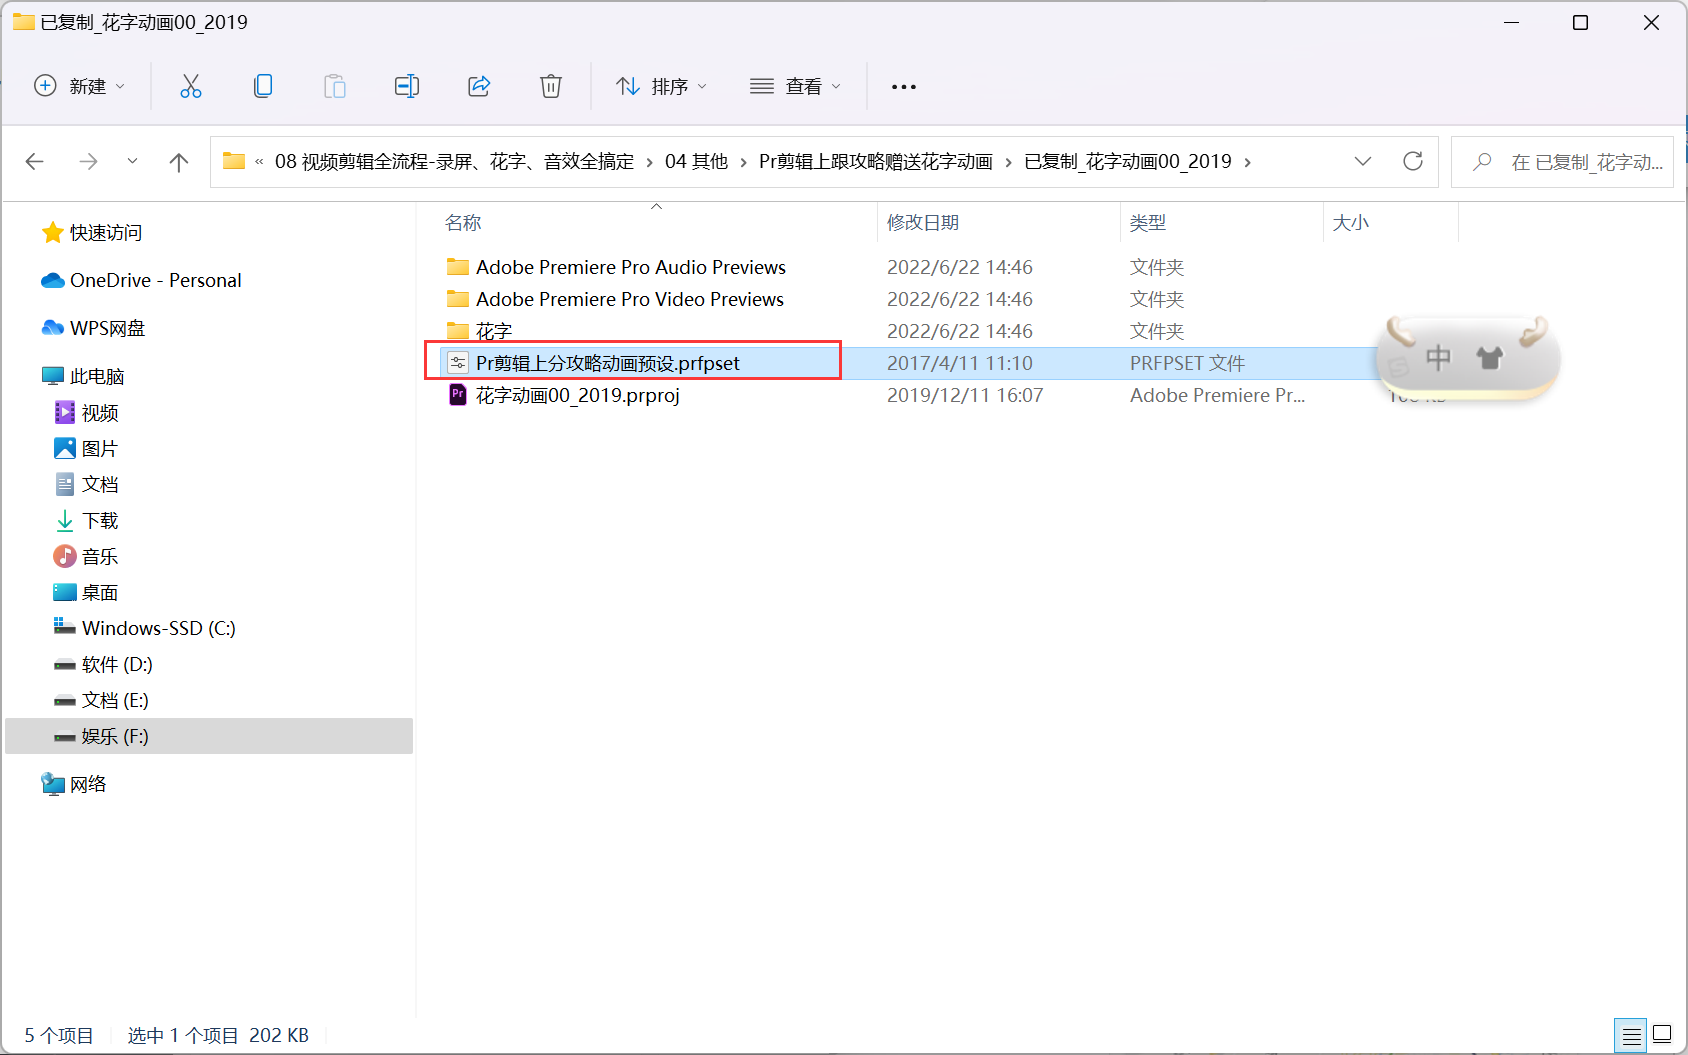 已复制_花字动画00_2019
新建
排序
查看
« 08 视频剪辑全流程-录屏、花字、音效全搞定 › 04 其他 › Pr剪辑上跟攻略赠送花字动画 › 已复制_花字动画00_2019 ›
在 已复制_花字动...
名称 修改日期 类型 大小
Adobe Premiere Pro Audio Previews 2022/6/22 14:46 文件夹
Adobe Premiere Pro Video Previews 2022/6/22 14:46 文件夹
花字 2022/6/22 14:46 文件夹
Pr剪辑上分攻略动画预设.prfpset 2017/4/11 11:10 PRFPSET 文件
中
Pr 花字动画00_2019.prproj 2019/12/11 16:07 Adobe Premiere Pr...
快速访问
OneDrive - Personal
WPS网盘
此电脑
视频
图片
文档
下载
音乐
桌面
Windows-SSD (C:)
软件 (D:)
文档 (E:)
娱乐 (F:)
网络
5 个项目 选中 1 个项目 202 KB